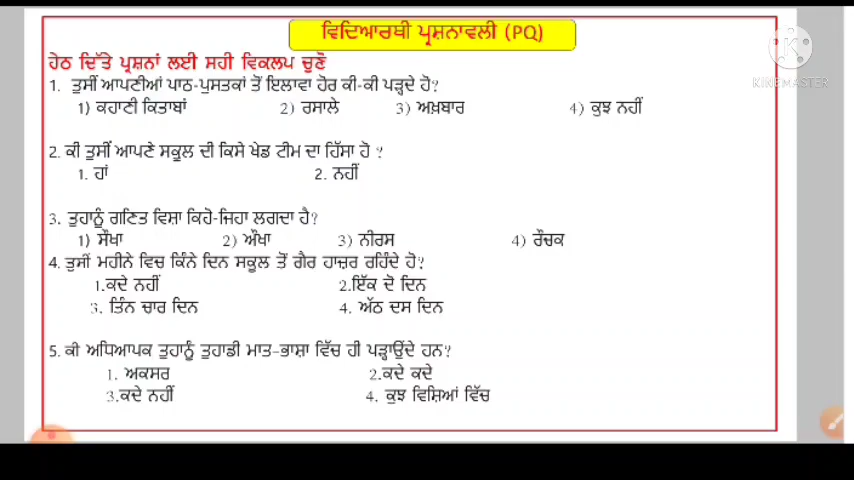 ਵਿਦਿਆਰਥੀ ਪ੍ਰਸ਼ਨਾਵਲੀ (PQ)
KINEMASTER
ਹੇਠ ਦਿੱਤੇ ਪ੍ਰਸ਼ਨਾਂ ਲਈ ਸਹੀ ਵਿਕਲਪ ਚੁਣੋ
1. ਤੁਸੀਂ ਆਪਣੀਆਂ ਪਾਠ-ਪੁਸਤਕਾਂ ਤੋਂ ਇਲਾਵਾ ਹੋਰ ਕੀ-ਕੀ ਪੜ੍ਹਦੇ ਹੋ?
1) ਕਹਾਣੀ ਕਿਤਾਬਾਂ 2) ਰਸਾਲੇ 3) ਅਖ਼ਬਾਰ 4) ਕੁਝ ਨਹੀਂ
2. ਕੀ ਤੁਸੀਂ ਆਪਣੇ ਸਕੂਲ ਦੀ ਕਿਸੇ ਖੇਡ ਟੀਮ ਦਾ ਹਿੱਸਾ ਹੋ ?
1. ਹਾਂ 2. ਨਹੀਂ
3. ਤੁਹਾਨੂੰ ਗਣਿਤ ਵਿਸ਼ਾ ਕਿਹੋ-ਜਿਹਾ ਲਗਦਾ ਹੈ?
1) ਸੌਖਾ 2) ਔਖਾ 3) ਨੀਰਸ 4) ਰੌਚਕ
4. ਤੁਸੀਂ ਮਹੀਨੇ ਵਿਚ ਕਿੰਨੇ ਦਿਨ ਸਕੂਲ ਤੋਂ ਗੈਰ ਹਾਜ਼ਰ ਰਹਿੰਦੇ ਹੋ?
1.ਕਦੇ ਨਹੀਂ 2.ਇੱਕ ਦੋ ਦਿਨ
3. ਤਿੰਨ ਚਾਰ ਦਿਨ 4. ਅੱਠ ਦਸ ਦਿਨ
5. ਕੀ ਅਧਿਆਪਕ ਤੁਹਾਨੂੰ ਤੁਹਾਡੀ ਮਾਤ-ਭਾਸ਼ਾ ਵਿੱਚ ਹੀ ਪੜ੍ਹਾਉਂਦੇ ਹਨ?
1. ਅਕਸਰ 2.ਕਦੇ ਕਦੇ
3.ਕਦੇ ਨਹੀਂ 4. ਕੁਝ ਵਿਸ਼ਿਆਂ ਵਿੱਚ